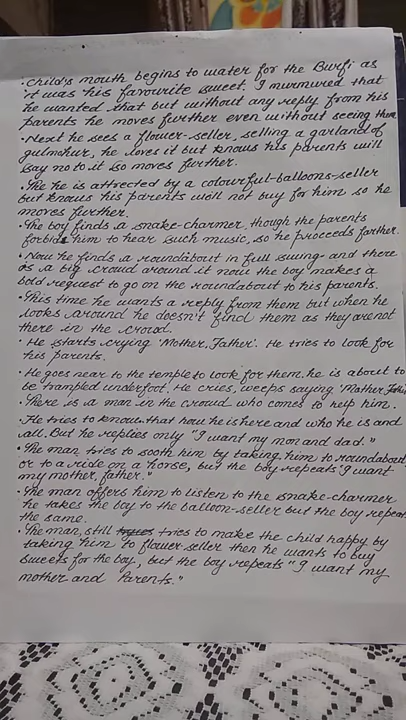 · Child's mouth begins to water for the Burfi as
it was his favourite sweet. I murmured that
he wanted that but without any reply from his
parents he moves further even without seeing them
· Next he sees a flower-seller, selling a garland of
gulmohur, he loves it but knows his parents will
say no to it so moves further.
· The he is attrected by a colourful-balloons-seller
but knows his parents well not buy for him so he
moves further.
· The boy finds a snake-charmer, though the parents
forbids him to hear such music, so he proceeds farther.
· Now he finds a roundabout in full swing and there
is a big crowd around it now the boy makes a
bold request to go on the roundabout to his parents.
· This time he wants a reply from them but when he
looks around he doesn't find them as they are not
there in the crowd.
· He starts crying 'Mother, Father'. He tries to look for
his parents.
· He goes near to the temple to look for them. he is about to
be trampled underfoot. He cries, weeps saying 'Mother Father
· There is a man in the crowd who comes to help him.
· He tries to know that how he is here and who he is and
all. But he replies only "I want my mon and dad."
· The man tries to sooth him by taking him to roundabout
or to a ride on a horse, but the boy repeats "I want
my mother, father."
· The man offers him to listen to the snake-charmer
he takes the boy to the balloon-seller but the boy repeat
the same.
· The man, still tries to make the child happy by
taking him to flower seller then he wants to buy
sweets for the boy, but the boy repeats "I want my
mother and Parents."